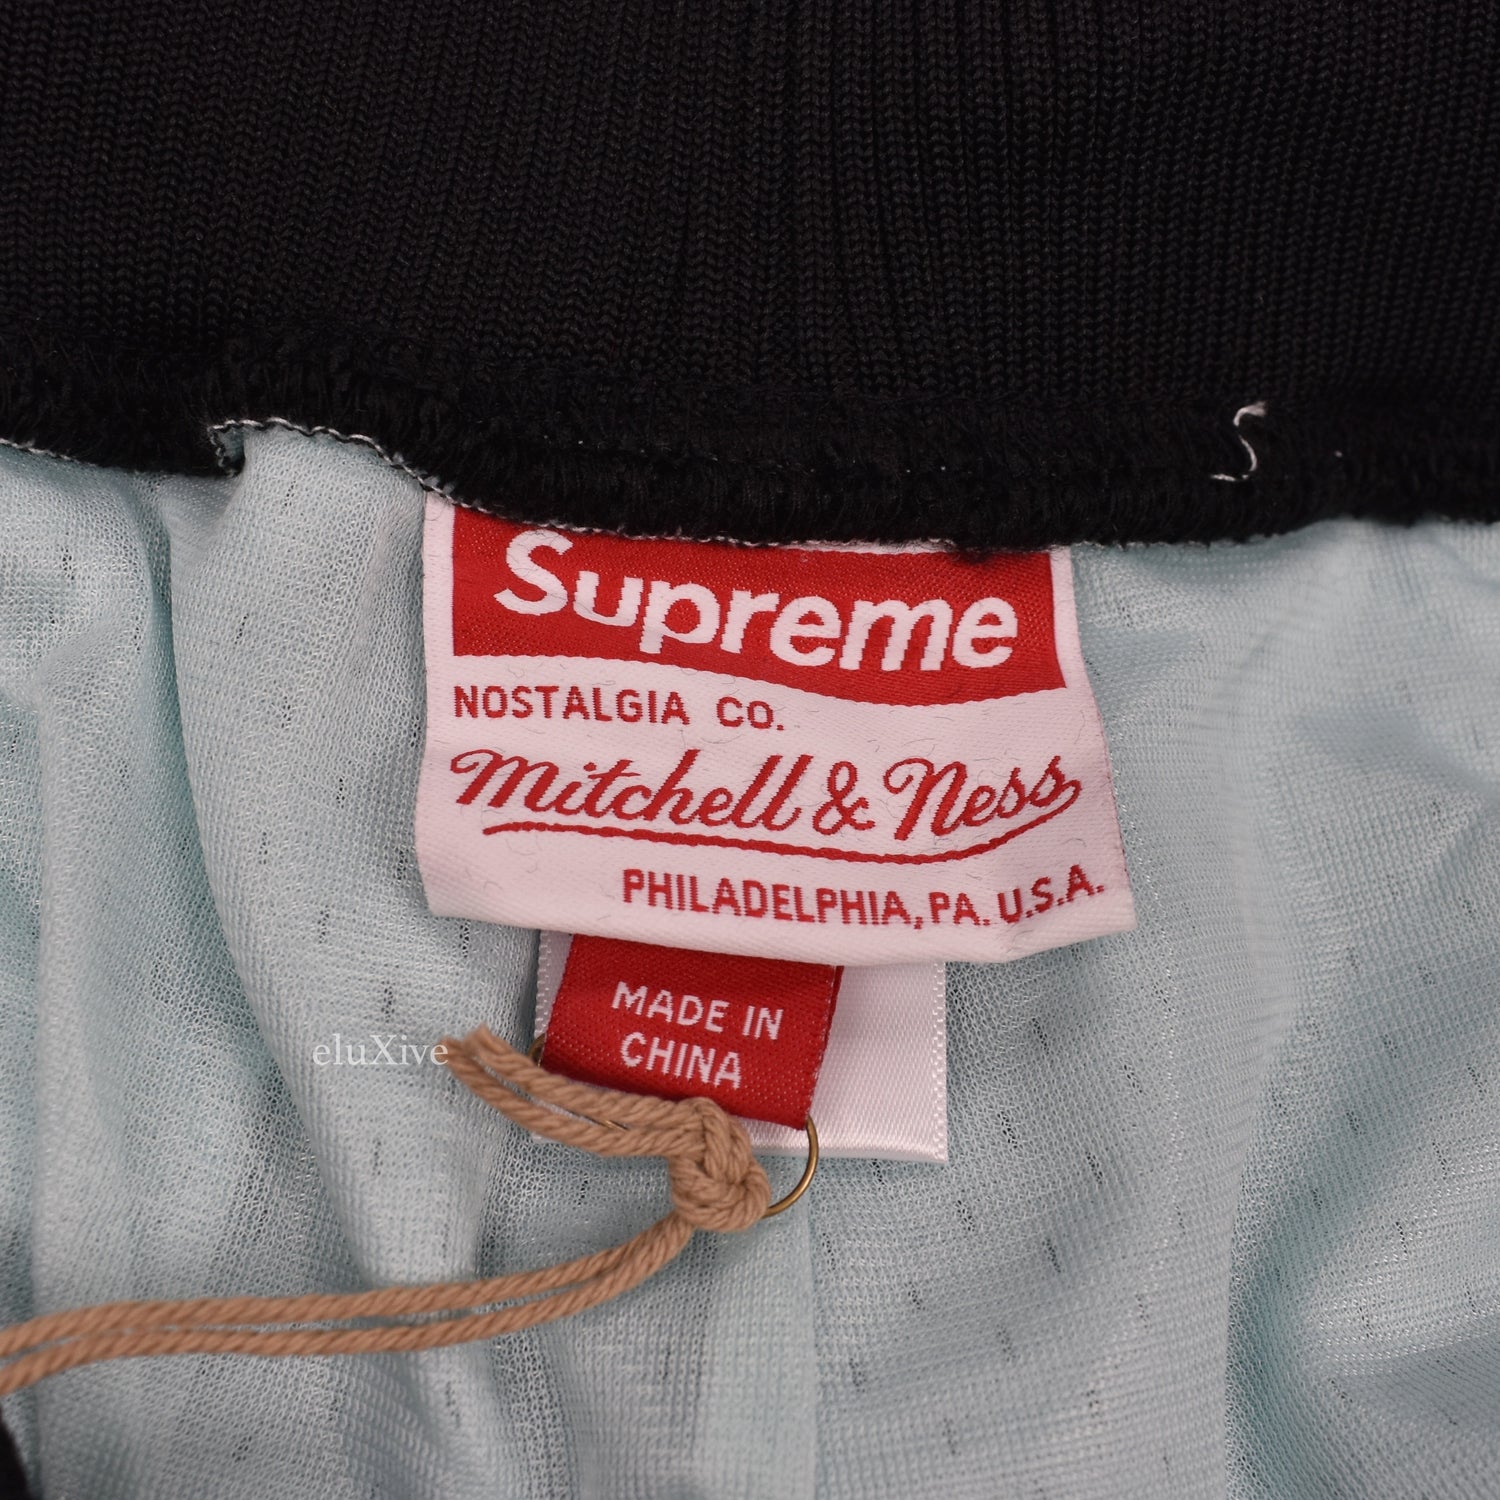 Supreme
NOSTALGIA CO.
Mitchell & Ness
PHILADELPHIA, PA. U.S.A.
MADE IN
CHINA
eluXive